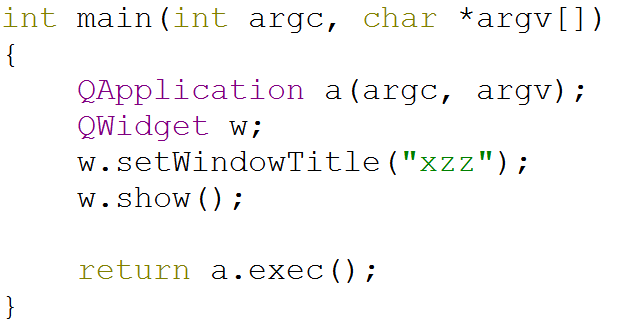 int main(int argc, char *argv[])
{
    QApplication a(argc, argv);
    QWidget w;
    w.setWindowTitle("xzz");
    w.show();

    return a.exec();
}